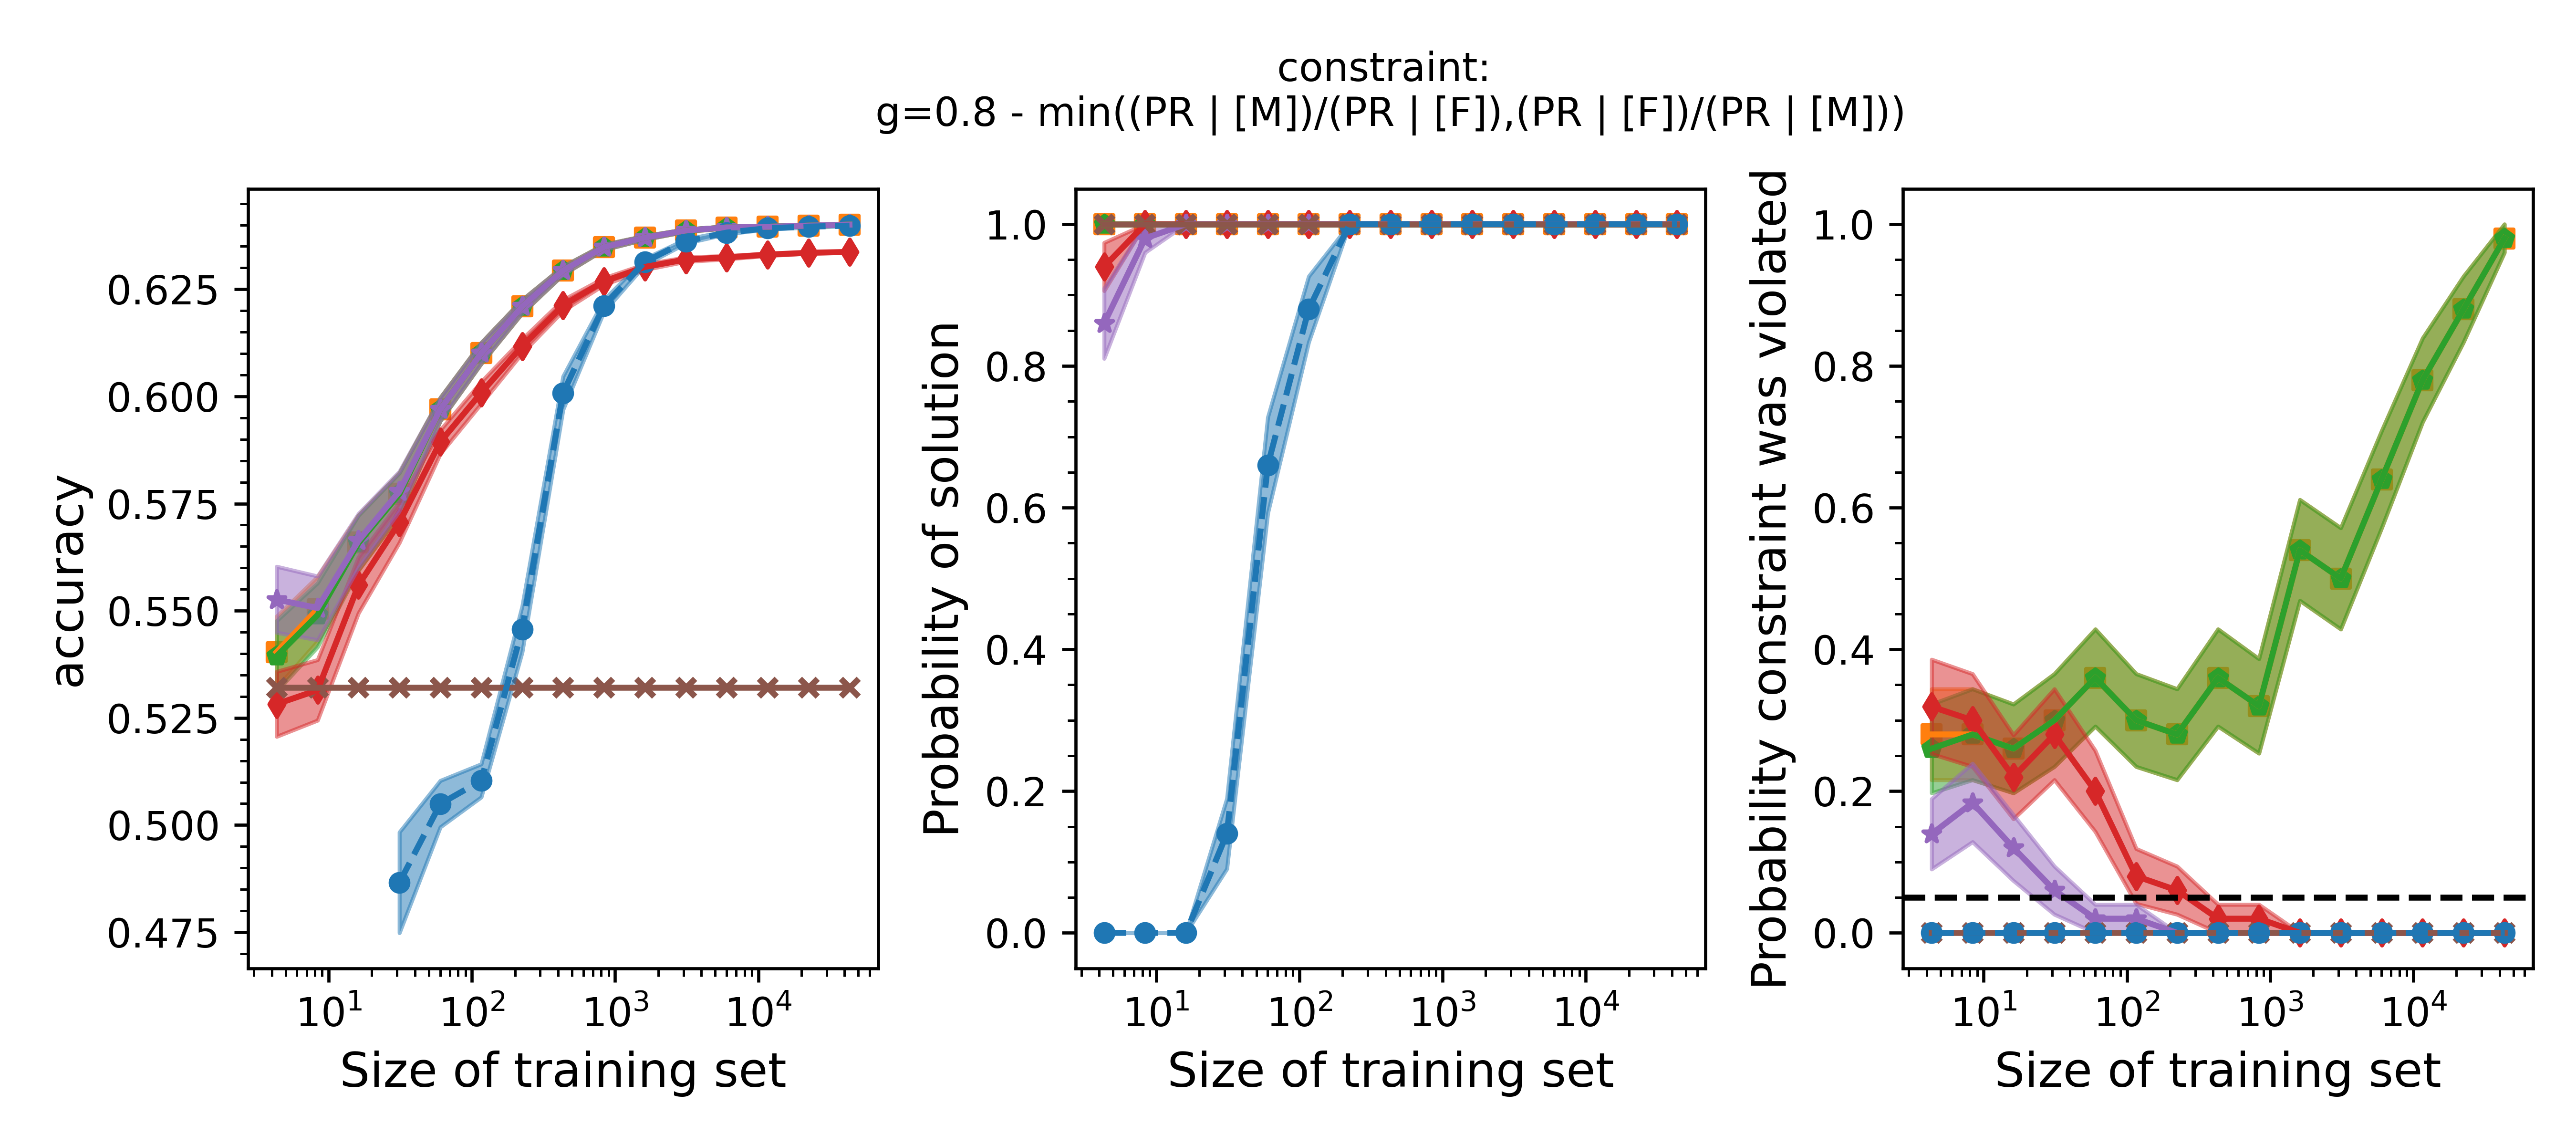 constraint:
g=0.8 - min((PR | [M])/(PR | [F]),(PR | [F])/(PR | [M]))
accuracy
0.625
0.600
0.575
0.550
0.525
0.500
0.475
10¹ 10² 10³ 10⁴
Size of training set
Probability of solution
1.0
0.8
0.6
0.4
0.2
0.0
10¹ 10² 10³ 10⁴
Size of training set
Probability constraint was violated
1.0
0.8
0.6
0.4
0.2
0.0
10¹ 10² 10³ 10⁴
Size of training set